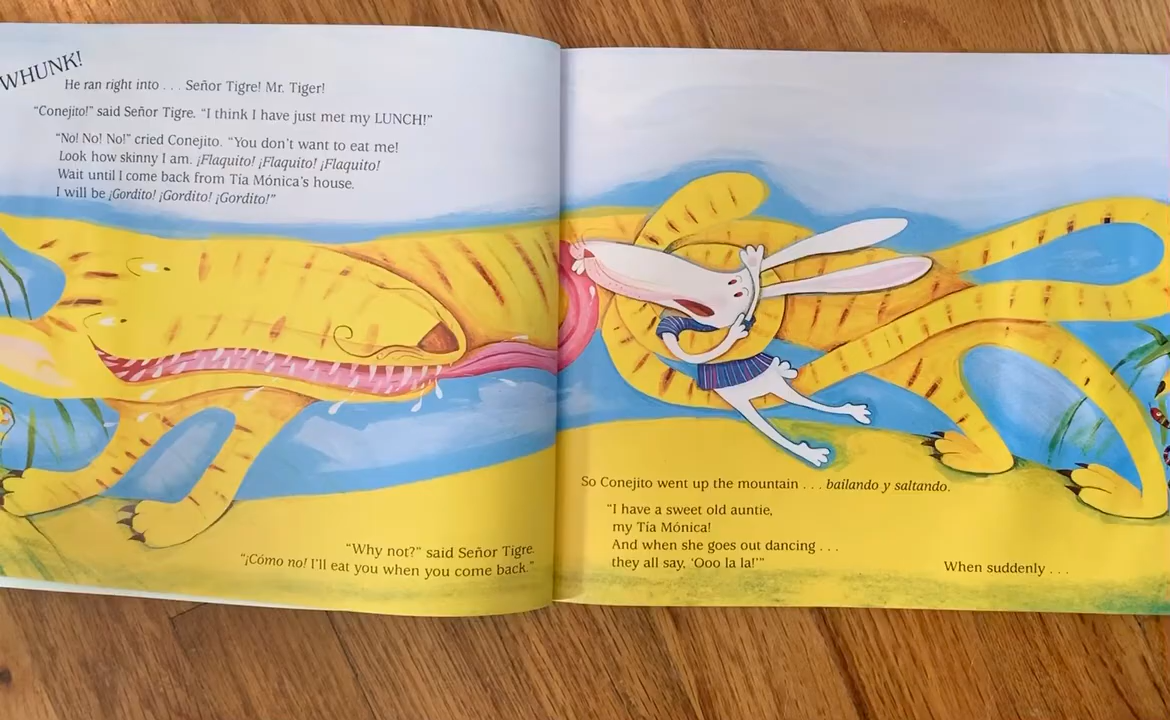 WHUNK!
He ran right into . . . Señor Tigre! Mr. Tiger!
"Conejito!" said Señor Tigre. "I think I have just met my LUNCH!"
"No! No! No!" cried Conejito. "You don't want to eat me!
Look how skinny I am. ¡Flaquito! ¡Flaquito! ¡Flaquito!
Wait until I come back from Tía Mónica's house.
I will be ¡Gordito! ¡Gordito! ¡Gordito!"
"Why not?" said Señor Tigre.
"¡Cómo no! I'll eat you when you come back."
So Conejito went up the mountain . . . bailando y saltando.
"I have a sweet old auntie,
my Tía Mónica!
And when she goes out dancing . . .
they all say, 'Ooo la la!'"
When suddenly . . .